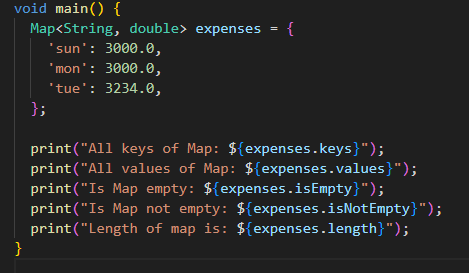 void main() {
  Map<String, double> expenses = {
    'sun': 3000.0,
    'mon': 3000.0,
    'tue': 3234.0,
  };

  print("All keys of Map: ${expenses.keys}");
  print("All values of Map: ${expenses.values}");
  print("Is Map empty: ${expenses.isEmpty}");
  print("Is Map not empty: ${expenses.isNotEmpty}");
  print("Length of map is: ${expenses.length}");
}